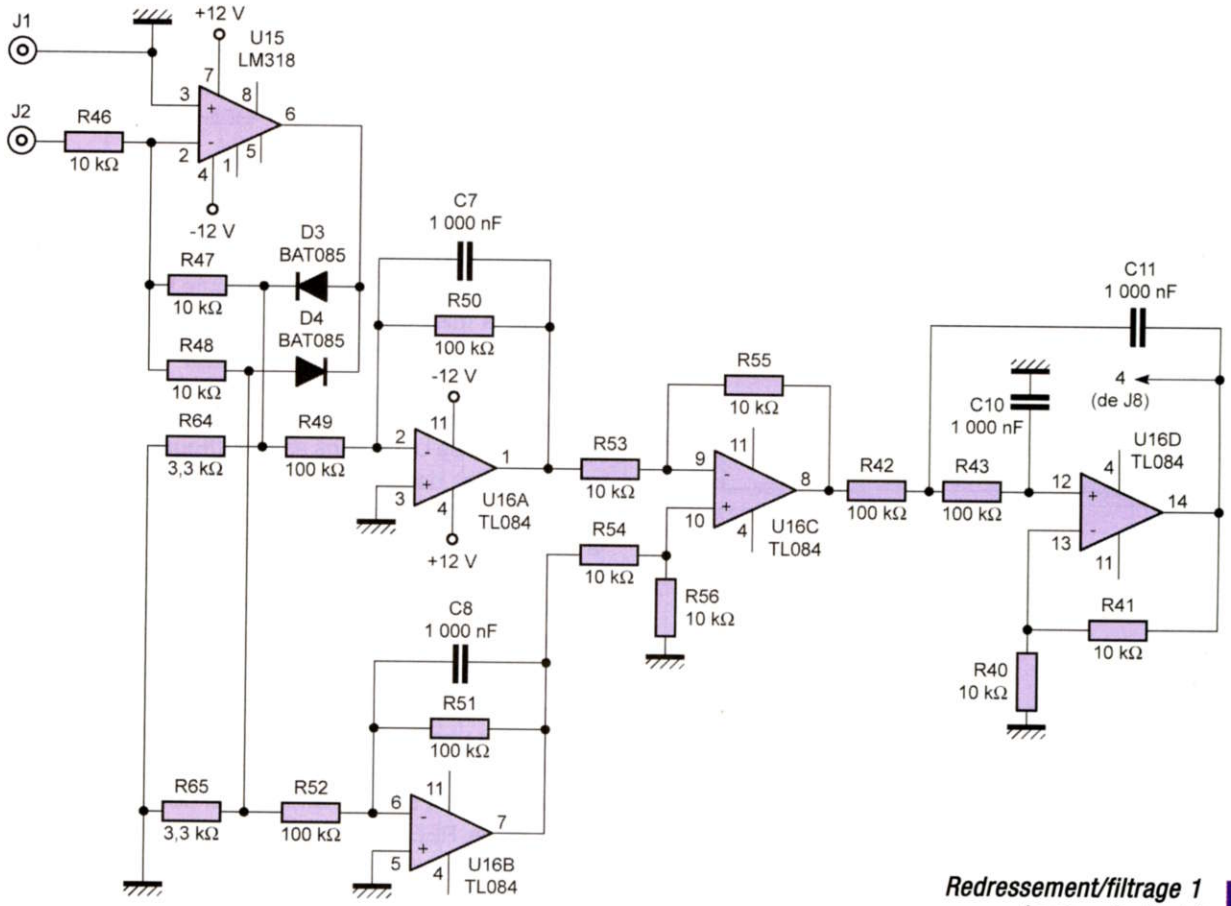 J1
+12 V
U15
LM318
7
8
3
+
6
J2
R46
-
10 kΩ
2
5
4
1
-12 V
D3
BAT085
R47
10 kΩ
D4
BAT085
R48
10 kΩ
R64
3,3 kΩ
R49
100 kΩ
C7
1 000 nF
R50
100 kΩ
-12 V
11
2
-
1
+
3
U16A
4
TL084
+12 V
R53
10 kΩ
R55
10 kΩ
11
9
-
8
10
+
U16C
4
TL084
R54
10 kΩ
R56
10 kΩ
R42
100 kΩ
R43
100 kΩ
C11
1 000 nF
4
(de J8)
C10
1 000 nF
U16D
4
TL084
12
+
14
-
13
11
R41
10 kΩ
R40
10 kΩ
C8
1 000 nF
R51
100 kΩ
R65
3,3 kΩ
R52
100 kΩ
11
6
-
7
+
5
U16B
4
TL084
Redressement/filtrage 1